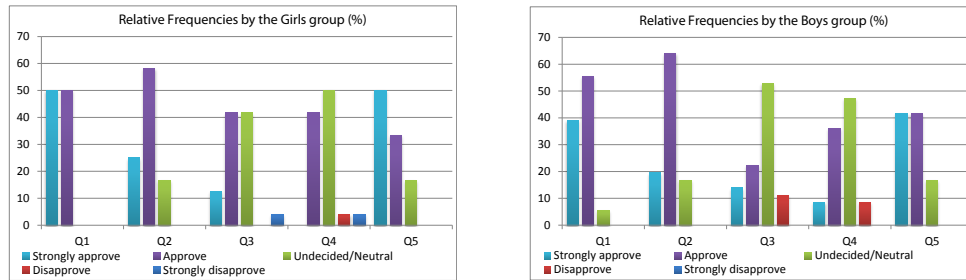 Relative Frequencies by the Girls group (%)
70
60
50
40
30
20
10
0
Q1 Q2 Q3 Q4 Q5
Strongly approve Approve Undecided/Neutral
Disapprove Strongly disapprove
Relative Frequencies by the Boys group (%)
70
60
50
40
30
20
10
0
Q1 Q2 Q3 Q4 Q5
Strongly approve Approve Undecided/Neutral
Disapprove Strongly disapprove